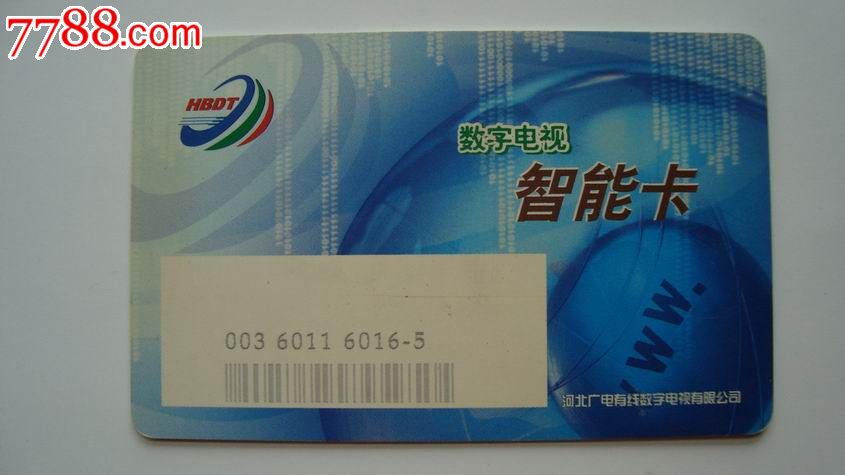 7788.com
HBDT
数字电视
智能卡
003 6011 6016-5
ww.
河北广电有线数字电视有限公司